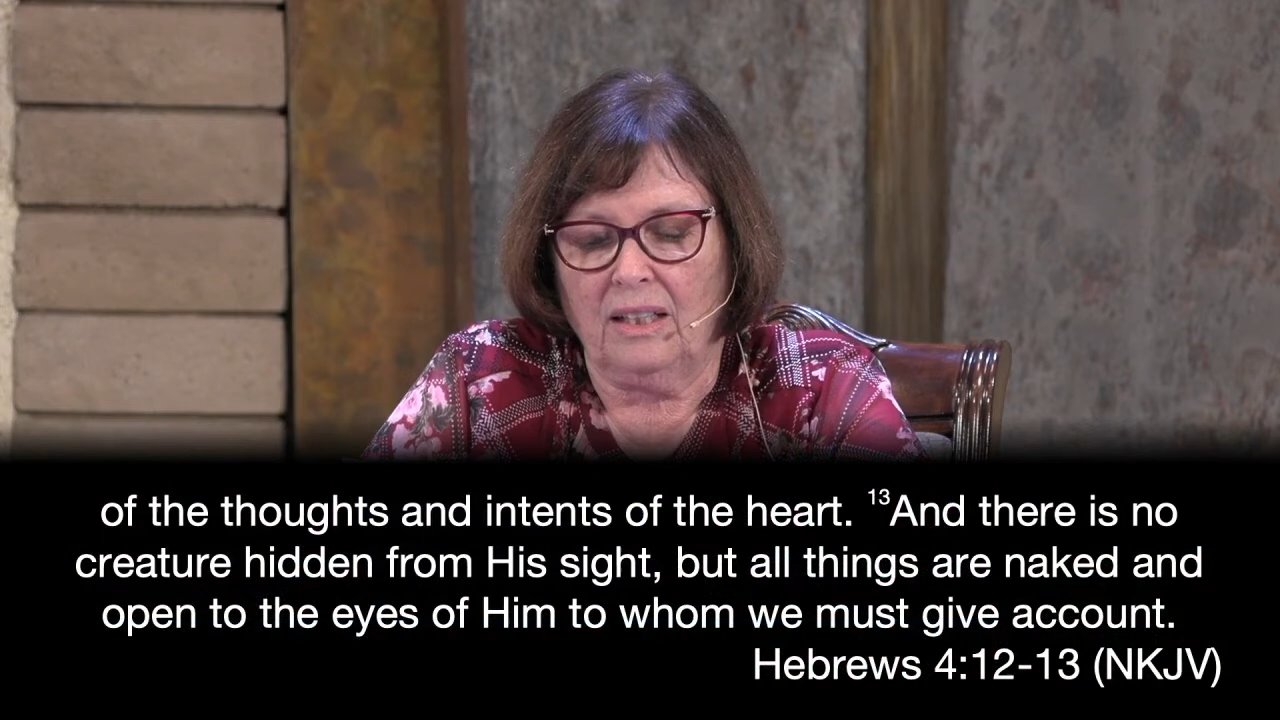 of the thoughts and intents of the heart. ¹³And there is no
creature hidden from His sight, but all things are naked and
open to the eyes of Him to whom we must give account.
Hebrews 4:12-13 (NKJV)